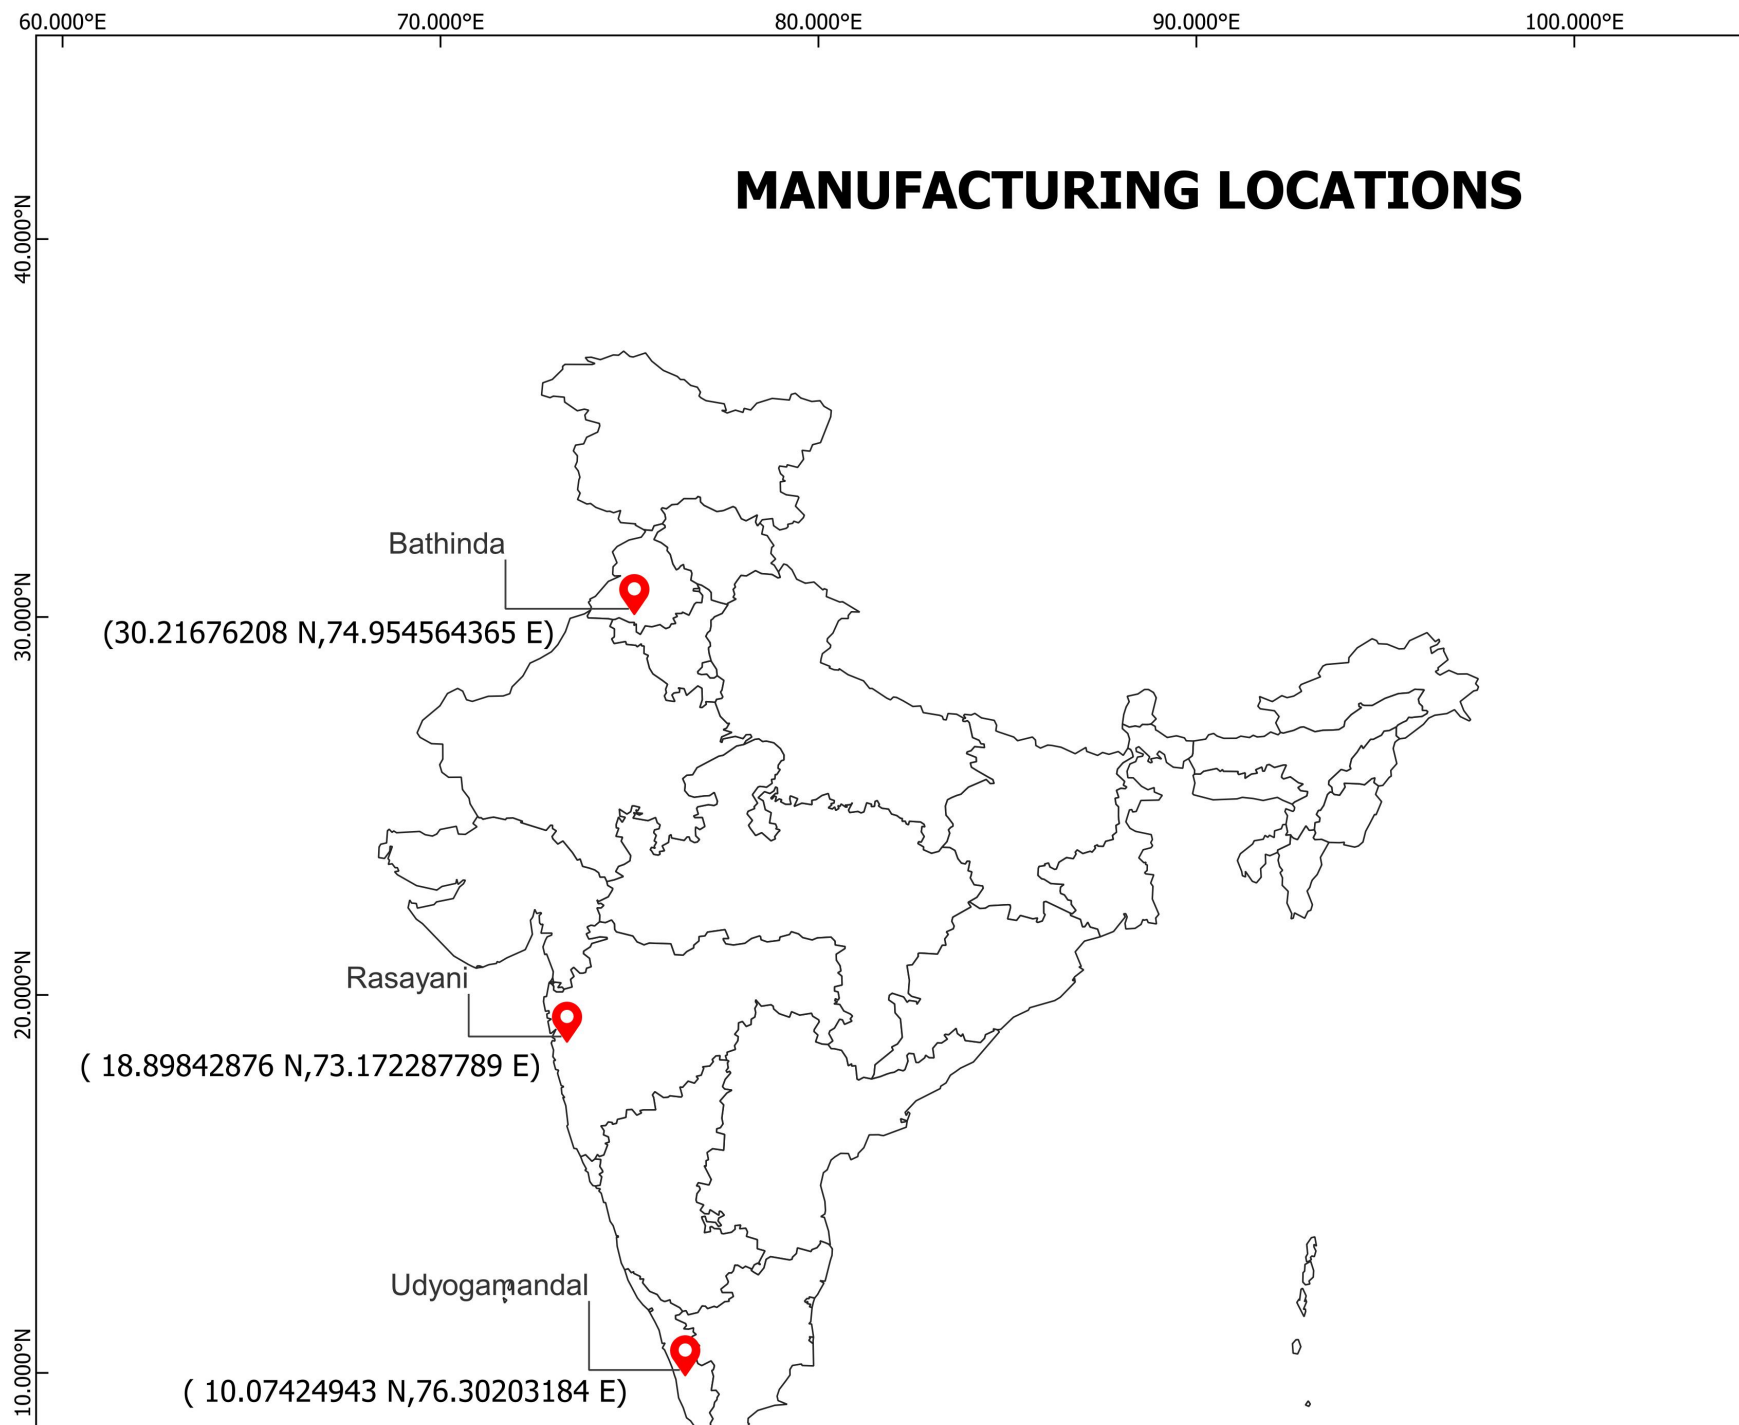 60.000°E 70.000°E 80.000°E 90.000°E 100.000°E
MANUFACTURING LOCATIONS
40.000°N
Bathinda
30.000°N
(30.21676208 N,74.954564365 E)
Rasayani
20.000°N
( 18.89842876 N,73.172287789 E)
Udyogamandal
10.000°N
( 10.07424943 N,76.30203184 E)